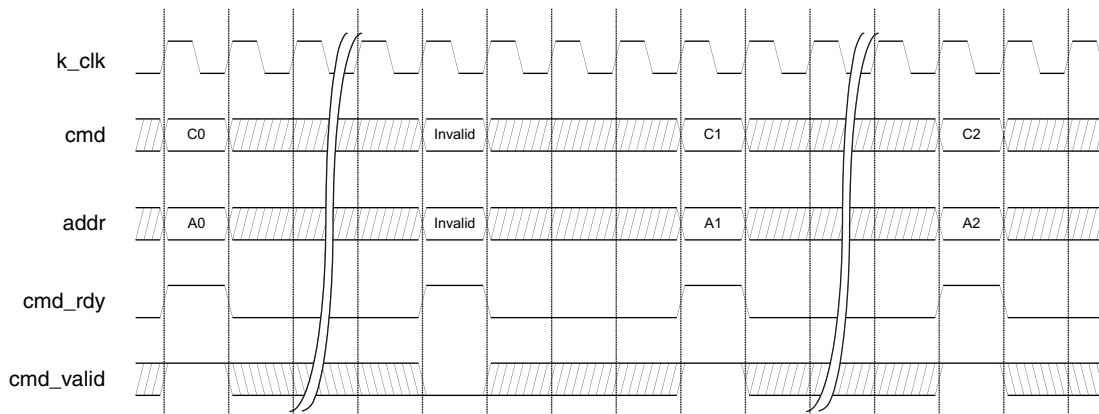 k_clk
cmd C0 Invalid C1 C2
addr A0 Invalid A1 A2
cmd_rdy
cmd_valid